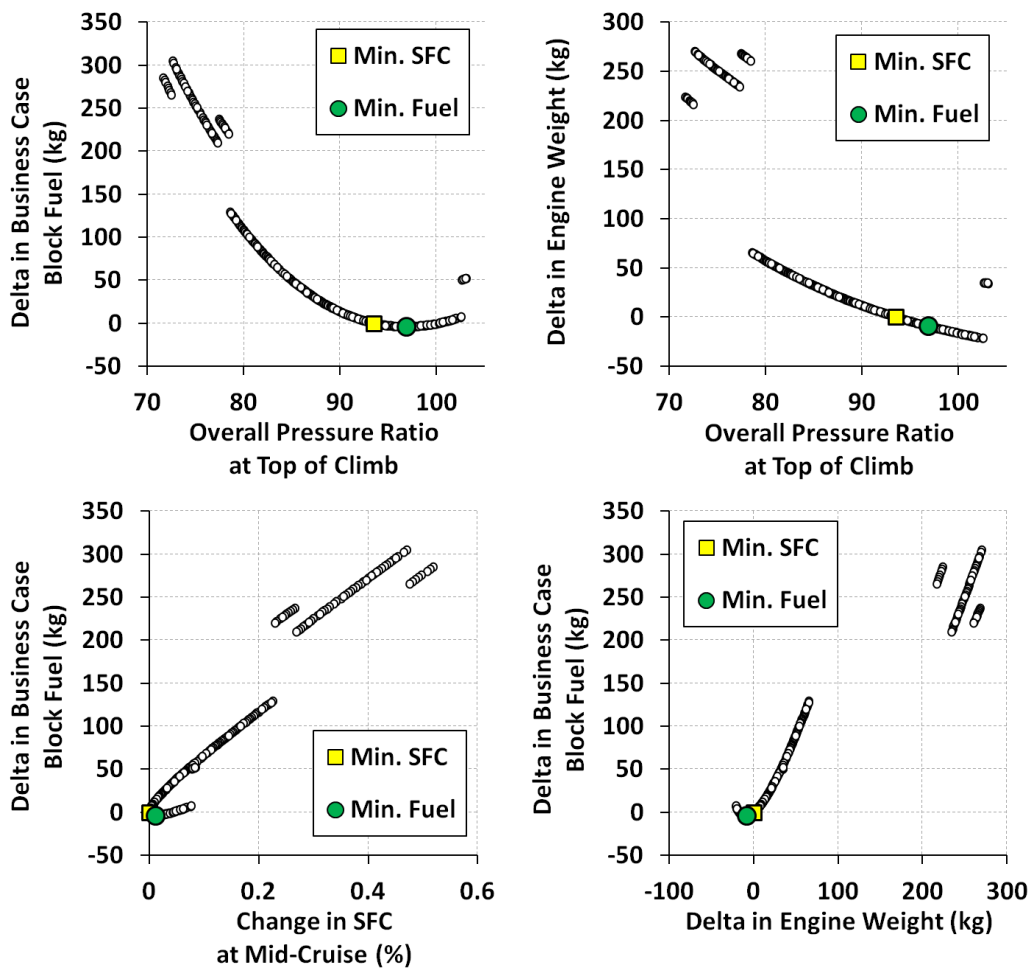 Delta in Business Case
Block Fuel (kg)
350
300
250
200
150
100
50
0
-50
70
80
90
100
Overall Pressure Ratio
at Top of Climb
Min. SFC
Min. Fuel
Delta in Engine Weight (kg)
300
250
200
150
100
50
0
-50
70
80
90
100
Overall Pressure Ratio
at Top of Climb
Min. SFC
Min. Fuel
Delta in Business Case
Block Fuel (kg)
350
300
250
200
150
100
50
0
-50
0
0.2
0.4
0.6
Change in SFC
at Mid-Cruise (%)
Min. SFC
Min. Fuel
Delta in Business Case
Block Fuel (kg)
350
300
250
200
150
100
50
0
-50
-100
0
100
200
300
Delta in Engine Weight (kg)
Min. SFC
Min. Fuel